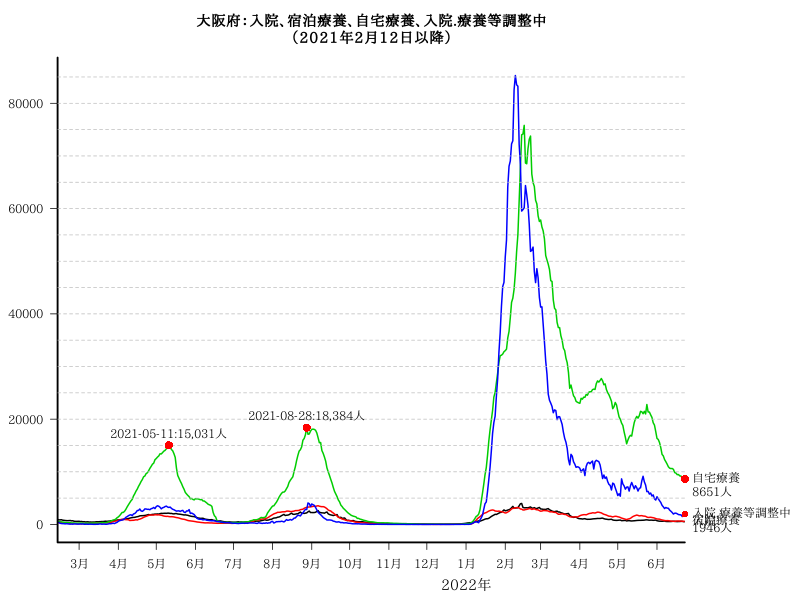 大阪府：入院、宿泊療養、自宅療養、入院.療養等調整中
（2021年2月12日以降）
80000
60000
40000
20000
0
2021-05-11:15,031人
2021-08-28:18,384人
自宅療養
8651人
入院.療養等調整中
1946人
3月 4月 5月 6月 7月 8月 9月 10月 11月 12月 1月 2月 3月 4月 5月 6月
2022年